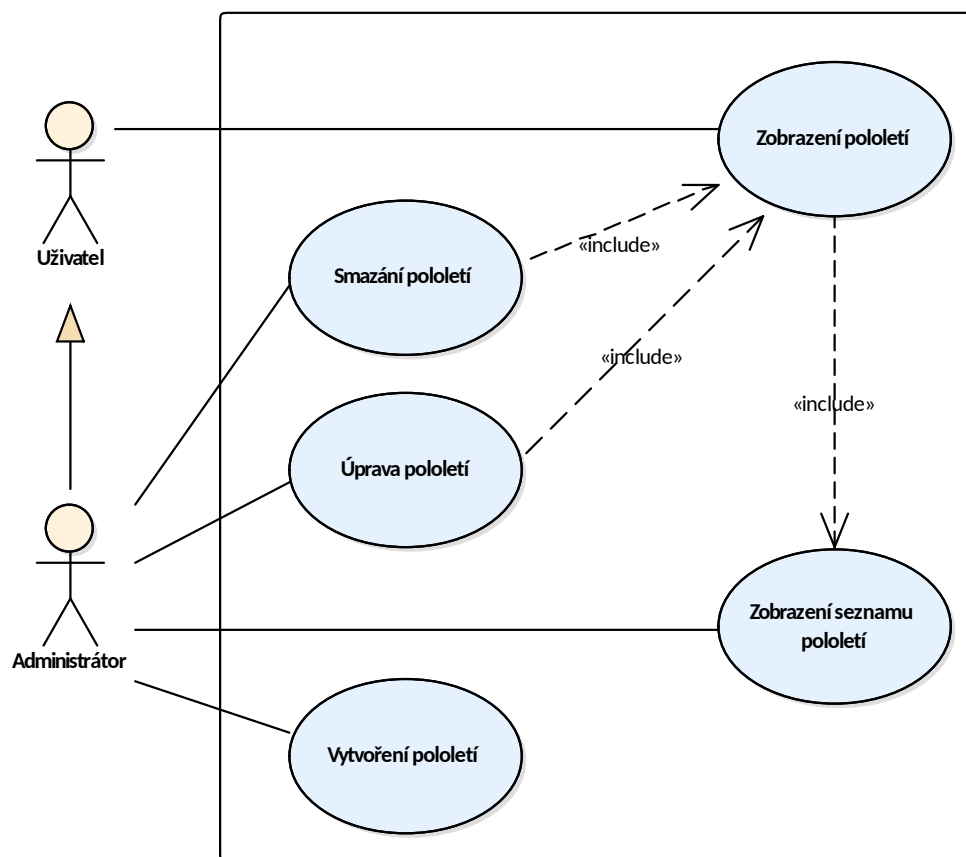 Zobrazení pololetí
Uživatel
«include»
Smazání pololetí
«include»
«include»
Úprava pololetí
Zobrazení seznamu
pololetí
Administrátor
Vytvoření pololetí